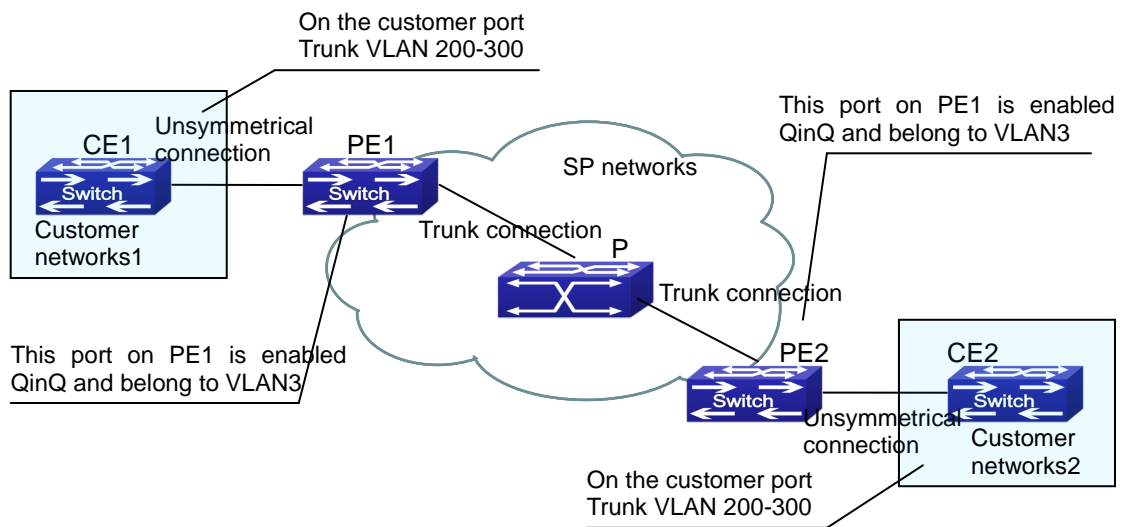 On the customer port
Trunk VLAN 200-300
This port on PE1 is enabled
QinQ and belong to VLAN3
Unsymmetrical
connection
CE1
Switch
Customer
networks1
PE1
Switch
SP networks
Trunk connection
P
Trunk connection
This port on PE1 is enabled
QinQ and belong to VLAN3
PE2
Switch
CE2
Switch
Unsymmetrical
connection
Customer
networks2
On the customer port
Trunk VLAN 200-300